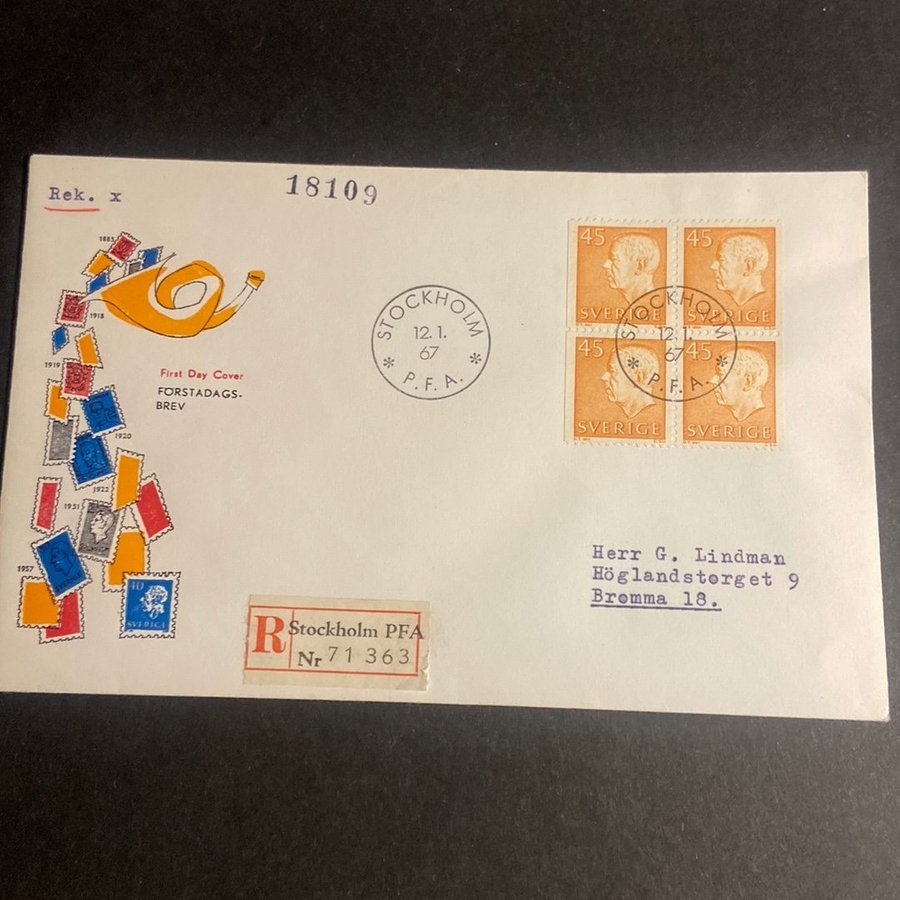 Rek. x
18109
1885
1918
1919
1920
1922
1951
1957
First Day Cover
FÖRSTADAGS-
BREV
STOCKHOLM
12.1.
67
* P.F.A. *
45 45
SVERIGE SVERIGE
45 45
SVERIGE SVERIGE
STOCKHOLM
12.1.
67
* P.F.A. *
Herr G. Lindman
Höglandstorget 9
Bromma 18.
40
SVERIGE
R Stockholm PFA
Nr 71 363